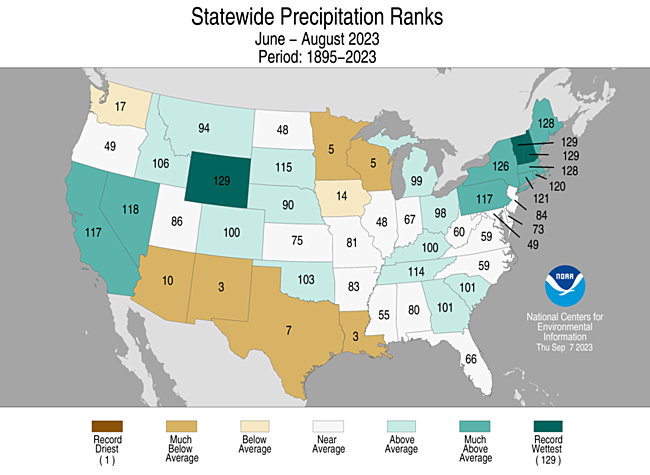 Statewide Precipitation Ranks
June – August 2023
Period: 1895–2023
17
94
48
5
128
49
106
129
115
5
99
126
129
129
128
120
121
84
73
49
118
117
86
100
90
14
75
81
48
67
98
117
60
59
100
114
59
10
3
103
83
101
101
7
3
55
80
66
NOAA
National Centers for
Environmental
Information
Thu Sep 7 2023
Record
Driest
( 1 )
Much
Below
Average
Below
Average
Near
Average
Above
Average
Much
Above
Average
Record
Wettest
( 129 )